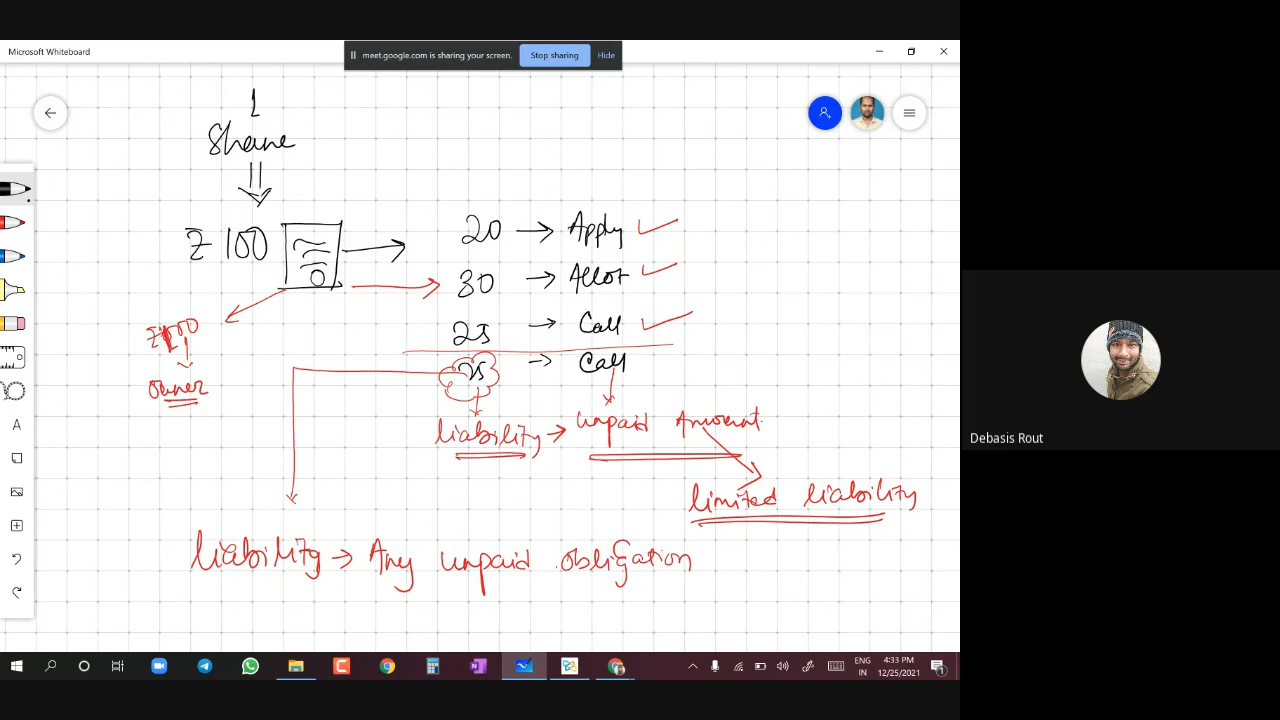 Microsoft Whiteboard
meet.google.com is sharing your screen.
Stop sharing
Hide
1
Share
₹ 100
20 → Apply ✓
30 → Allot ✓
25 → Call ✓
25 → Call
owner
liability → unpaid Amount
limited liability
liability → Any unpaid obligation
Debasis Rout
ENG
IN
4:33 PM
12/25/2021